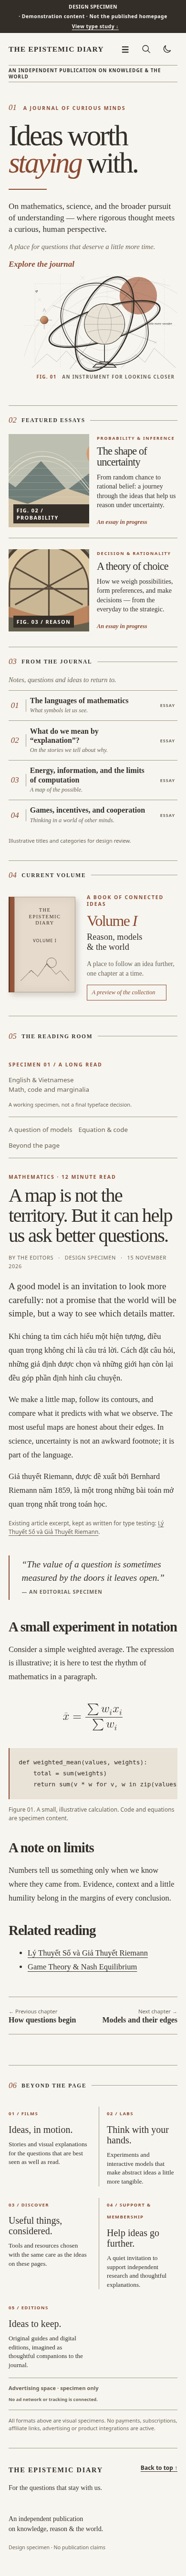 DESIGN SPECIMEN
· Demonstration content · Not the published homepage
View type study ↓
THE EPISTEMIC DIARY
AN INDEPENDENT PUBLICATION ON KNOWLEDGE & THE
WORLD
01 A JOURNAL OF CURIOUS MINDS
Ideas worth
staying with.
On mathematics, science, and the broader pursuit
of understanding — where rigorous thought meets
a curious, human perspective.
A place for questions that deserve a little more time.
Explore the journal
FIG. 01 AN INSTRUMENT FOR LOOKING CLOSER
02 FEATURED ESSAYS
FIG. 02 /
PROBABILITY
PROBABILITY & INFERENCE
The shape of
uncertainty
From random chance to
rational belief: a journey
through the ideas that help us
reason under uncertainty.
An essay in progress
FIG. 03 / REASON
DECISION & RATIONALITY
A theory of choice
How we weigh possibilities,
form preferences, and make
decisions — from the
everyday to the strategic.
An essay in progress
03 FROM THE JOURNAL
Notes, questions and ideas to return to.
01 The languages of mathematics ESSAY
What symbols let us see.
02 What do we mean by
“explanation”? ESSAY
On the stories we tell about why.
03 Energy, information, and the limits
of computation ESSAY
A map of the possible.
04 Games, incentives, and cooperation ESSAY
Thinking in a world of other minds.
Illustrative titles and categories for design review.
04 CURRENT VOLUME
THE
EPISTEMIC
DIARY
VOLUME I
A BOOK OF CONNECTED
IDEAS
Volume I
Reason, models
& the world
A place to follow an idea further,
one chapter at a time.
A preview of the collection
05 THE READING ROOM
SPECIMEN 01 / A LONG READ
English & Vietnamese
Math, code and marginalia
A working specimen, not a final typeface decision.
A question of models Equation & code
Beyond the page
MATHEMATICS · 12 MINUTE READ
A map is not the
territory. But it can help
us ask better questions.
BY THE EDITORS · DESIGN SPECIMEN · 15 NOVEMBER
2026
A good model is an invitation to look more
carefully: not a promise that the world will be
simple, but a way to see which details matter.
Khi chúng ta tìm cách hiểu một hiện tượng, điều
quan trọng không chỉ là câu trả lời. Cách đặt câu hỏi,
những giả định được chọn và những giới hạn của dữ liệu
đều góp phần định hình câu chuyện.
We make a little map, follow its contours, and
compare what it predicts with what we observe. The
most useful maps are honest about their edges. In
science, uncertainty is not an awkward footnote; it is
part of the language.
Giả thuyết Riemann, được đề xuất bởi Bernhard
Riemann năm 1859, là một trong những bài toán mở
quan trọng nhất trong toán học.
Existing article excerpt, kept as written for type testing: Lý
Thuyết Số và Giả Thuyết Riemann.
“The value of a question is sometimes
measured by the doors it leaves open.”
— AN EDITORIAL SPECIMEN
A small experiment in notation
Consider a simple weighted average. The expression
is illustrative; it is here to test the rhythm of
mathematics in a paragraph.
x̄ = ∑ wᵢxᵢ / ∑ wᵢ
def weighted_mean(values, weights):
total = sum(weights)
return sum(v * w for v, w in zip(values
Figure 01. A small, illustrative calculation. Code and equations
are specimen content.
A note on limits
Numbers tell us something only when we know
where they came from. Evidence, context and a little
humility belong in the margins of every conclusion.
Related reading
• Lý Thuyết Số và Giả Thuyết Riemann
• Game Theory & Nash Equilibrium
← Previous chapter
How questions begin
Next chapter →
Models and their edges
06 BEYOND THE PAGE
01 / FILMS
Ideas, in motion.
Stories and visual explanations
for the questions that are best
seen as well as read.
02 / LABS
Think with your
hands.
Experiments and
interactive models that
make abstract ideas a little
more tangible.
03 / DISCOVER
Useful things,
considered.
Tools and resources chosen
with the same care as the ideas
on these pages.
04 / SUPPORT &
MEMBERSHIP
Help ideas go
further.
A quiet invitation to
support independent
research and thoughtful
explanations.
05 / EDITIONS
Ideas to keep.
Original guides and digital
editions, imagined as
thoughtful companions to the
journal.
Advertising space · specimen only
No ad network or tracking is connected.
All formats above are visual specimens. No payments, subscriptions,
affiliate links, advertising or product integrations are active.
THE EPISTEMIC DIARY
Back to top ↑
For the questions that stay with us.
An independent publication
on knowledge, reason & the world.
Design specimen · No publication claims